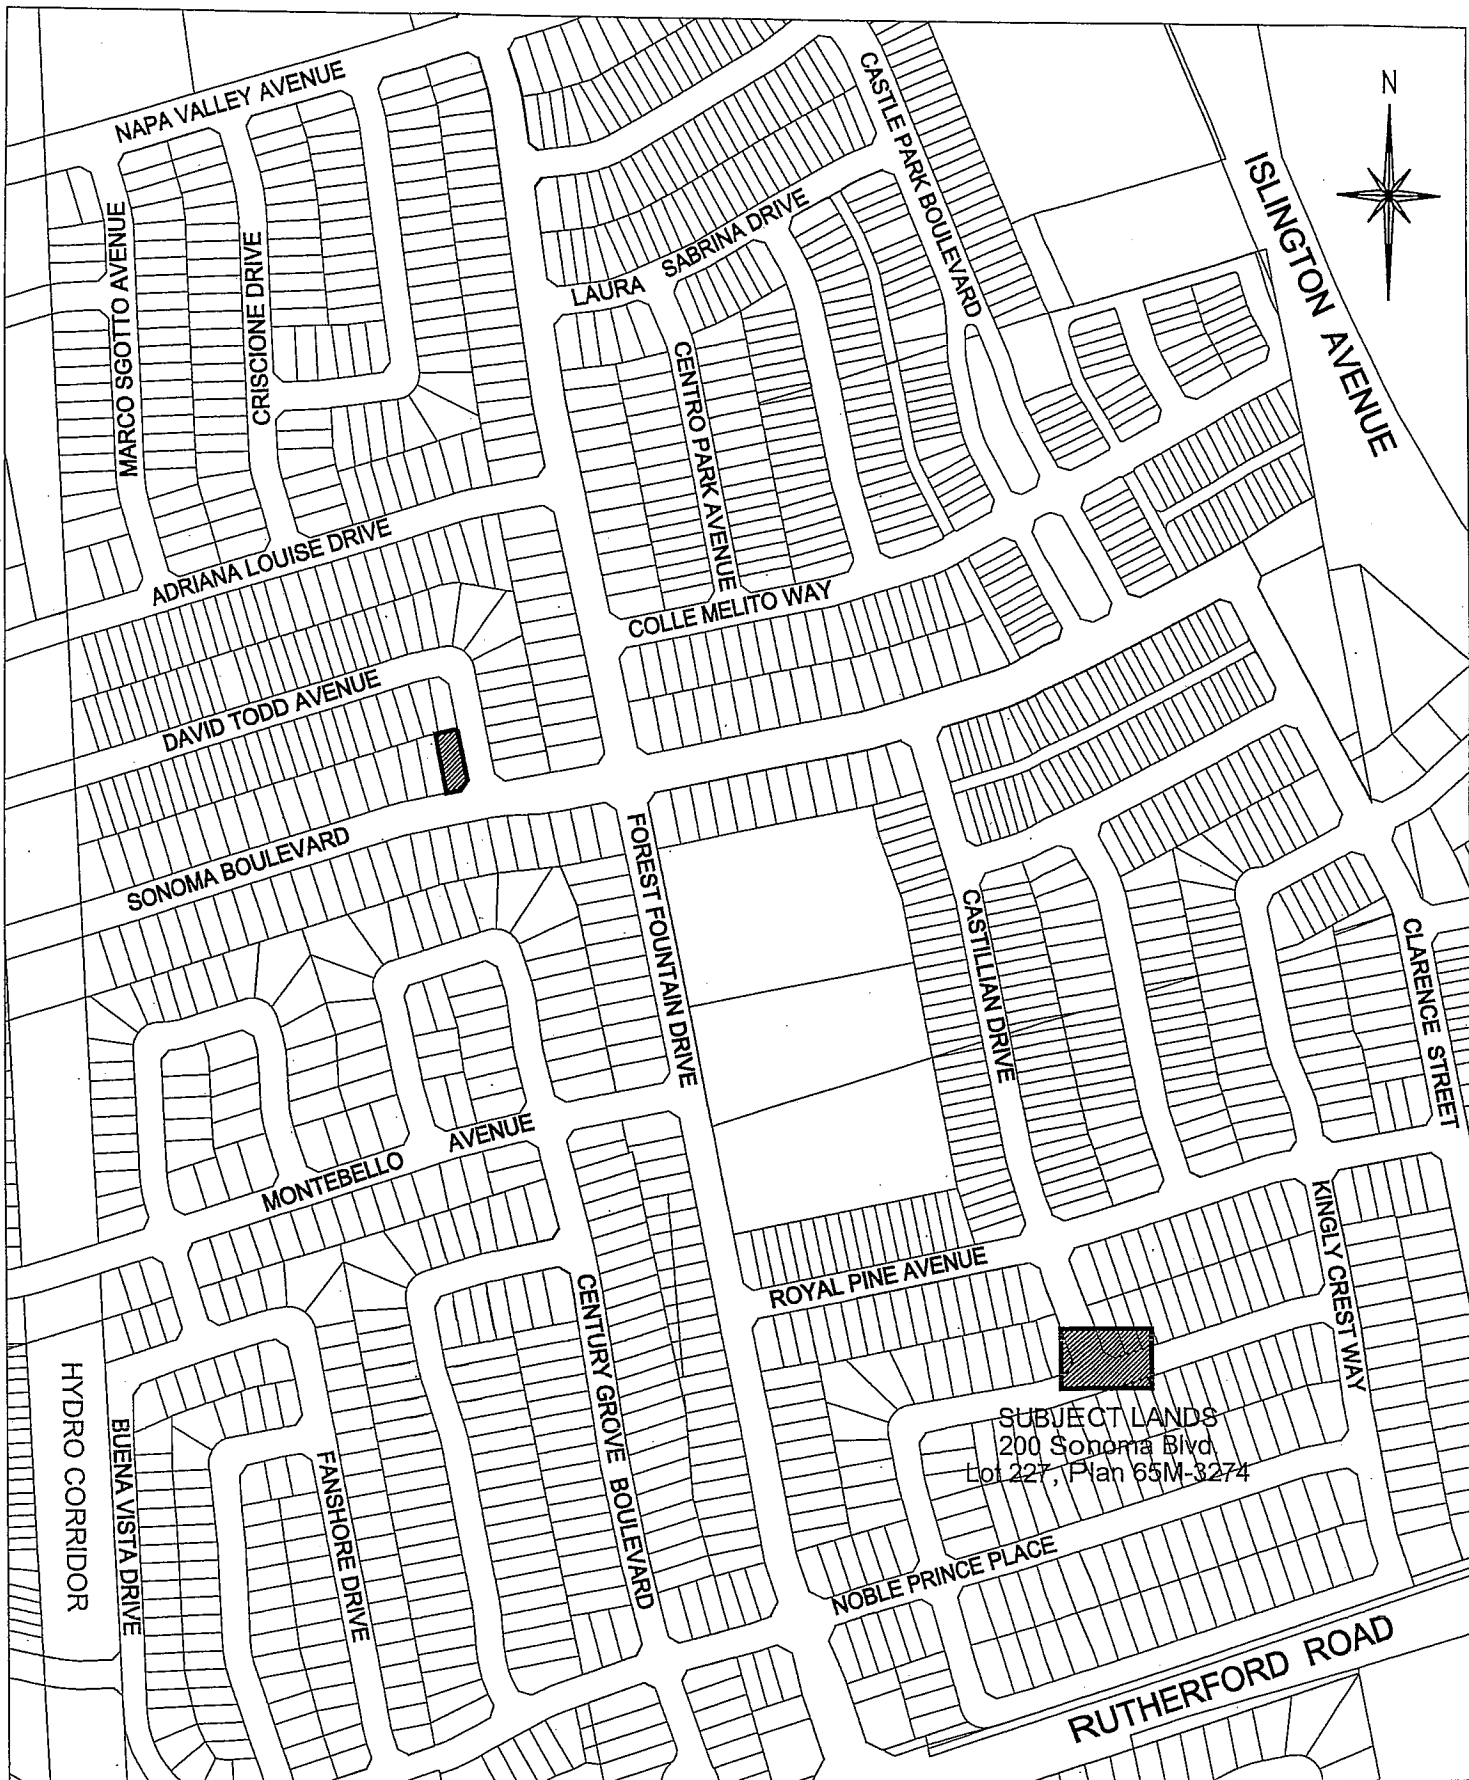 NAPA VALLEY AVENUE
CASTLE PARK BOULEVARD
N
ISLINGTON AVENUE
MARCO SGOTTO AVENUE
CRISCIONE DRIVE
LAURA SABRINA DRIVE
CENTRO PARK AVENUE
ADRIANA LOUISE DRIVE
COLLE MELITO WAY
DAVID TODD AVENUE
SONOMA BOULEVARD
FOREST FOUNTAIN DRIVE
CASTILLIAN DRIVE
CLARENCE STREET
MONTEBELLO AVENUE
KINGLY CREST WAY
ROYAL PINE AVENUE
CENTURY GROVE BOULEVARD
HYDRO CORRIDOR
BUENA VISTA DRIVE
FANSHORE DRIVE
SUBJECT LANDS
200 Sonoma Blvd.
Lot 227, Plan 65M-3274
NOBLE PRINCE PLACE
RUTHERFORD ROAD